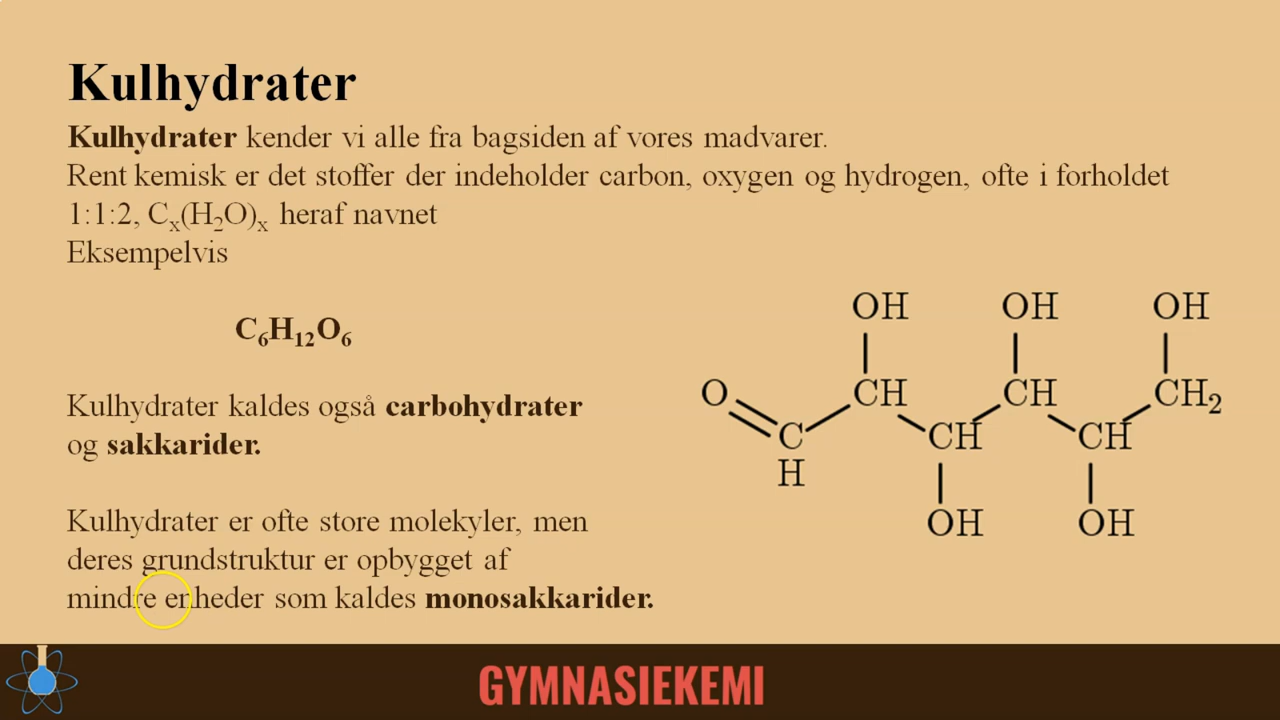 Kulhydrater
Kulhydrater kender vi alle fra bagsiden af vores madvarer.
Rent kemisk er det stoffer der indeholder carbon, oxygen og hydrogen, ofte i forholdet
1:1:2, Cₓ(H₂O)ₓ heraf navnet
Eksempelvis
C₆H₁₂O₆
Kulhydrater kaldes også carbohydrater
og sakkarider.
Kulhydrater er ofte store molekyler, men
deres grundstruktur er opbygget af
mindre enheder som kaldes monosakkarider.
OH OH OH
O CH CH CH₂
C CH CH
H
OH OH
GYMNASIEKEMI